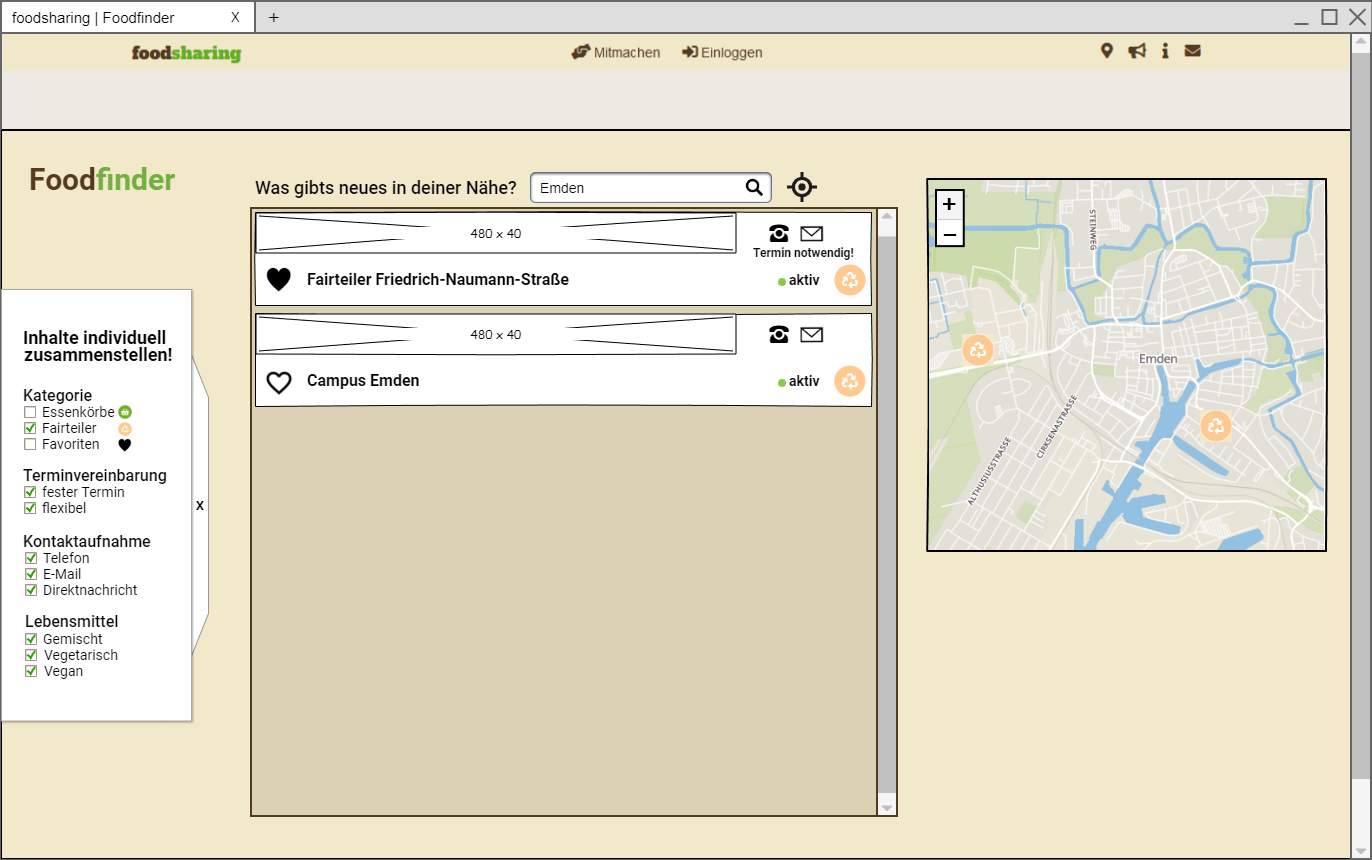 foodsharing | Foodfinder X +
foodsharing
Mitmachen Einloggen
Foodfinder
Was gibts neues in deiner Nähe? Emden
480 x 40
Termin notwendig!
Fairteiler Friedrich-Naumann-Straße aktiv
480 x 40
Campus Emden aktiv
Inhalte individuell
zusammenstellen!
Kategorie
Essenkörbe
Fairteiler
Favoriten
Terminvereinbarung
fester Termin
flexibel
X
Kontaktaufnahme
Telefon
E-Mail
Direktnachricht
Lebensmittel
Gemischt
Vegetarisch
Vegan
+
−
STEINWEG
Emden
CIRKSENASTRASSE
ALTHUSIUSSTRASSE